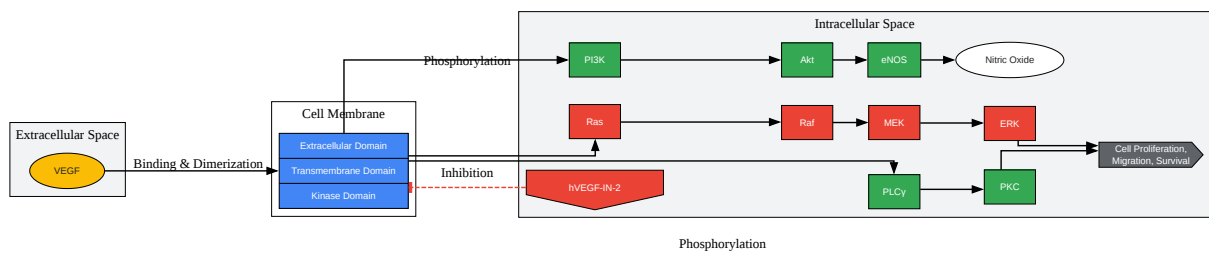 Intracellular Space
Phosphorylation
PI3K
Akt
eNOS
Nitric Oxide
Cell Membrane
Extracellular Space
Ras
Raf
MEK
ERK
Extracellular Domain
Cell Proliferation,
Migration, Survival
VEGF
Binding & Dimerization
Transmembrane Domain
Inhibition
hVEGF-IN-2
PLCγ
PKC
Kinase Domain
Phosphorylation